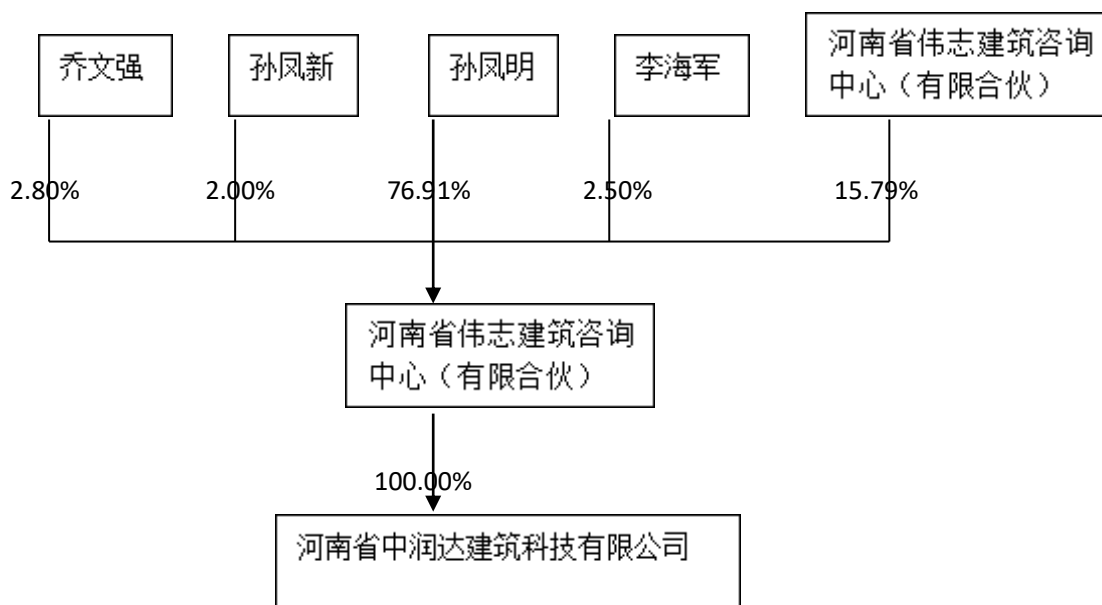 乔文强
孙凤新
孙凤明
李海军
河南省伟志建筑咨询
中心（有限合伙）
2.80%
2.00%
76.91%
2.50%
15.79%
河南省伟志建筑咨询
中心（有限合伙）
100.00%
河南省中润达建筑科技有限公司